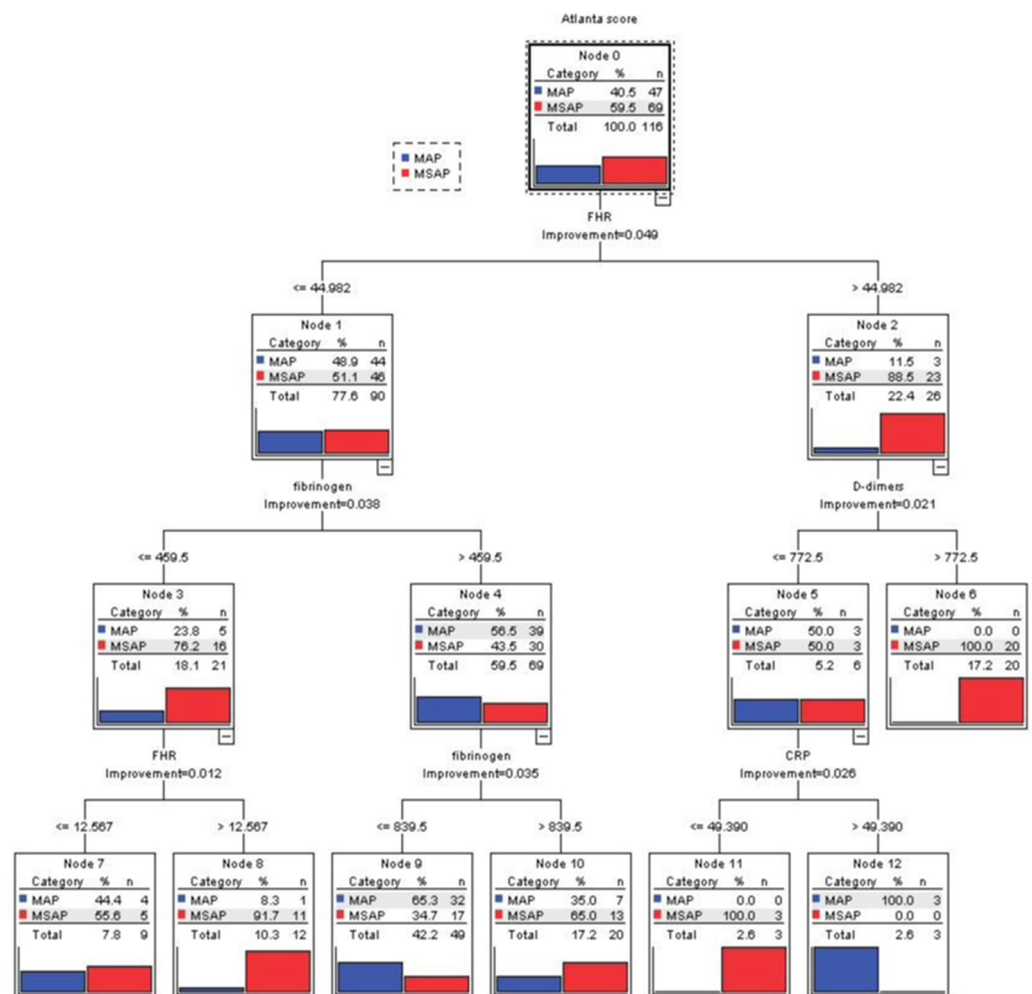 Atlanta score
Node 0
Category % n
MAP 40.5 47
MSAP 59.5 69
Total 100.0 116
MAP
MSAP
FHR
Improvement=0.049
<= 44.982
> 44.982
Node 1
Category % n
MAP 48.9 44
MSAP 51.1 46
Total 77.6 90
Node 2
Category % n
MAP 11.5 3
MSAP 88.5 23
Total 22.4 26
fibrinogen
Improvement=0.038
D-dimers
Improvement=0.021
<= 459.5
> 459.5
<= 772.5
> 772.5
Node 3
Category % n
MAP 23.8 5
MSAP 76.2 16
Total 18.1 21
Node 4
Category % n
MAP 56.5 39
MSAP 43.5 30
Total 59.5 69
Node 5
Category % n
MAP 50.0 3
MSAP 50.0 3
Total 5.2 6
Node 6
Category % n
MAP 0.0 0
MSAP 100.0 20
Total 17.2 20
FHR
Improvement=0.012
fibrinogen
Improvement=0.035
CRP
Improvement=0.026
<= 12.567
> 12.567
<= 839.5
> 839.5
<= 49.390
> 49.390
Node 7
Category % n
MAP 44.4 4
MSAP 55.6 5
Total 7.8 9
Node 8
Category % n
MAP 8.3 1
MSAP 91.7 11
Total 10.3 12
Node 9
Category % n
MAP 65.3 32
MSAP 34.7 17
Total 42.2 49
Node 10
Category % n
MAP 35.0 7
MSAP 65.0 13
Total 17.2 20
Node 11
Category % n
MAP 0.0 0
MSAP 100.0 3
Total 2.6 3
Node 12
Category % n
MAP 100.0 3
MSAP 0.0 0
Total 2.6 3